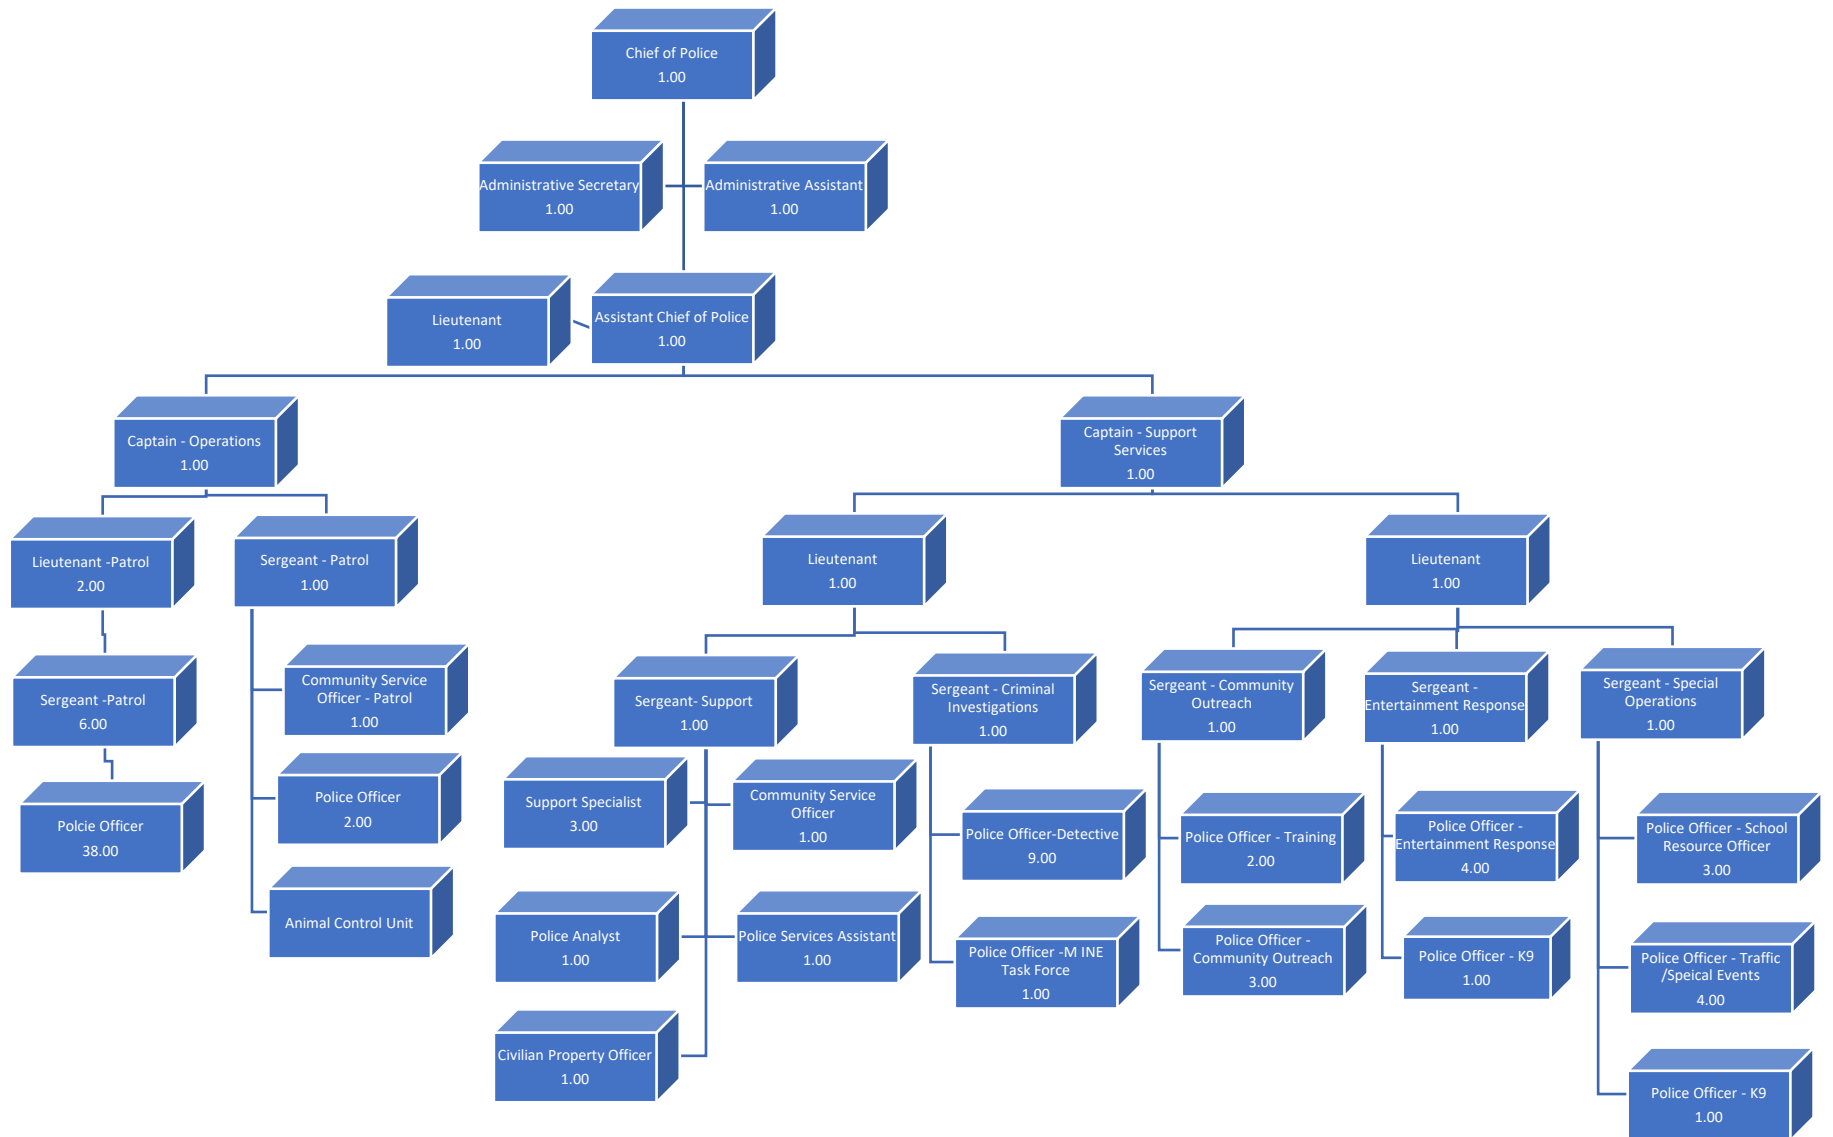 Chief of Police
1.00
Administrative Secretary
1.00
Administrative Assistant
1.00
Lieutenant
1.00
Assistant Chief of Police
1.00
Captain - Operations
1.00
Captain - Support
Services
1.00
Lieutenant -Patrol
2.00
Sergeant - Patrol
1.00
Lieutenant
1.00
Lieutenant
1.00
Sergeant -Patrol
6.00
Community Service
Officer - Patrol
1.00
Sergeant- Support
1.00
Sergeant - Criminal
Investigations
1.00
Sergeant - Community
Outreach
1.00
Sergeant -
Entertainment Response
1.00
Sergeant - Special
Operations
1.00
Polcie Officer
38.00
Police Officer
2.00
Support Specialist
3.00
Community Service
Officer
1.00
Police Officer-Detective
9.00
Police Officer - Training
2.00
Police Officer -
Entertainment Response
4.00
Police Officer - School
Resource Officer
3.00
Animal Control Unit
Police Analyst
1.00
Police Services Assistant
1.00
Police Officer -M INE
Task Force
1.00
Police Officer -
Community Outreach
3.00
Police Officer - K9
1.00
Police Officer - Traffic
/Speical Events
4.00
Civilian Property Officer
1.00
Police Officer - K9
1.00